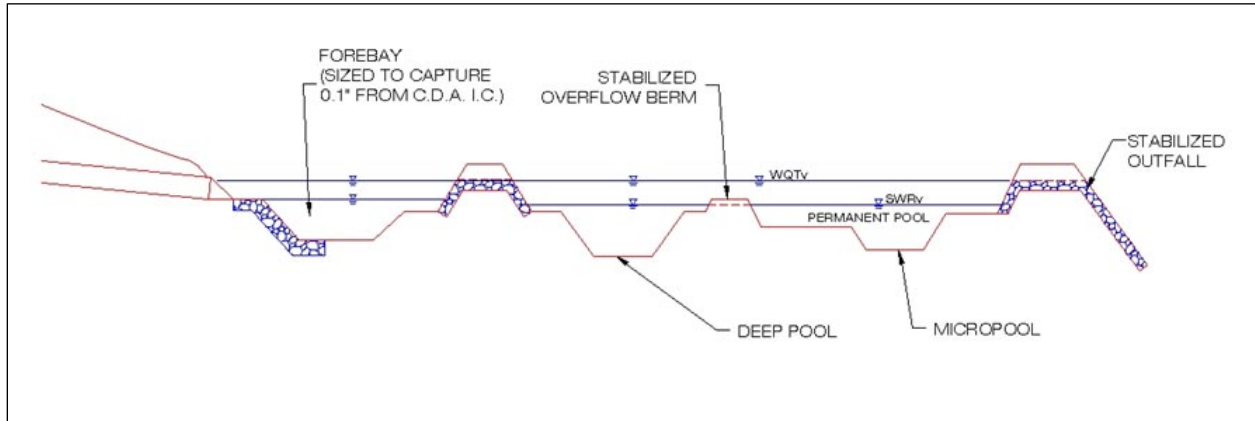 FOREBAY
(SIZED TO CAPTURE
0.1" FROM C.D.A. I.C.)
STABILIZED
OVERFLOW BERM
STABILIZED
OUTFALL
WQTv
SWRv
PERMANENT POOL
DEEP POOL
MICROPOOL